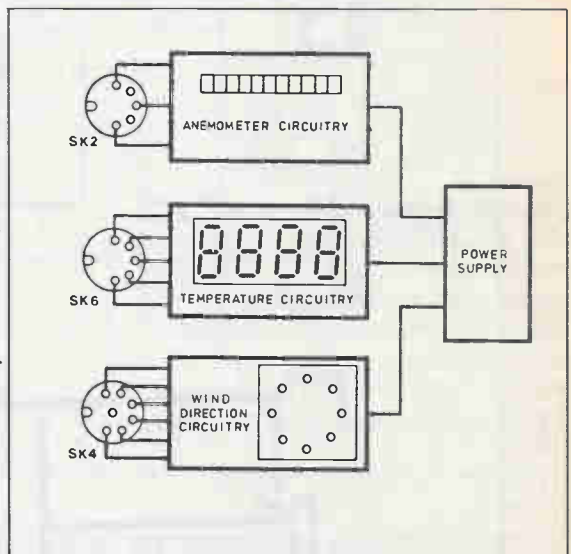 SK2
ANEMOMETER CIRCUITRY
SK6
8888
TEMPERATURE CIRCUITRY
SK4
WIND
DIRECTION
CIRCUITRY
POWER
SUPPLY